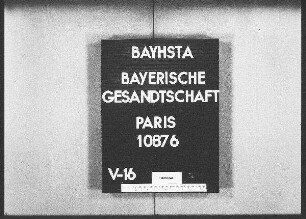 BAYHSTA
BAYERISCHE
GESANDTSCHAFT
PARIS
10876
V-16